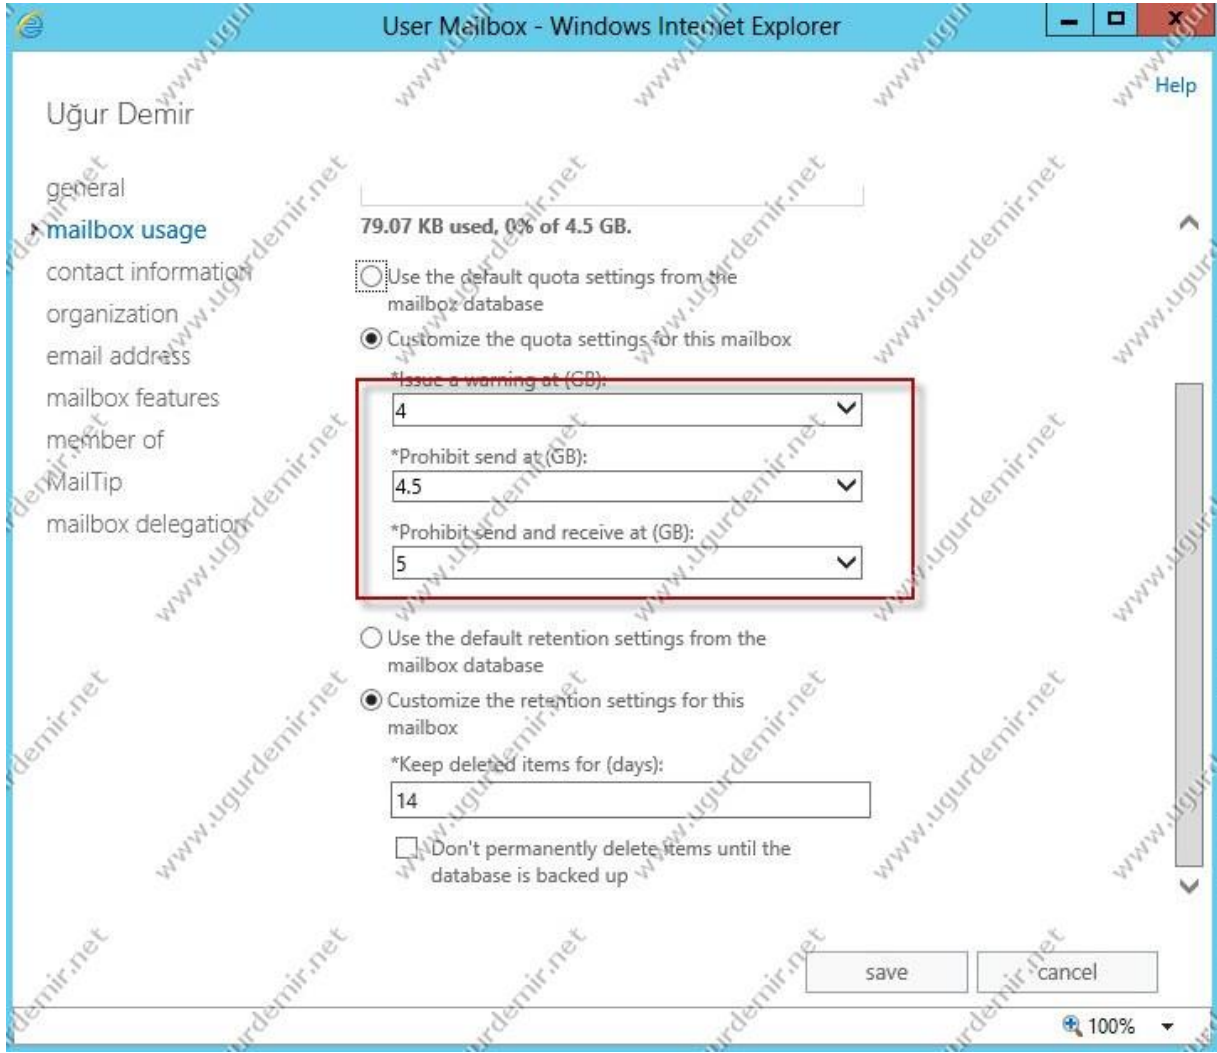 User Mailbox - Windows Internet Explorer
Help
Uğur Demir
general
mailbox usage
contact information
organization
email address
mailbox features
member of
MailTip
mailbox delegation
79.07 KB used, 0% of 4.5 GB.
Use the default quota settings from the
mailbox database
Customize the quota settings for this mailbox
*Issue a warning at (GB):
4
*Prohibit send at (GB):
4.5
*Prohibit send and receive at (GB):
5
Use the default retention settings from the
mailbox database
Customize the retention settings for this
mailbox
*Keep deleted items for (days):
14
Don't permanently delete items until the
database is backed up
save
cancel
100%
www.ugurdemir.net